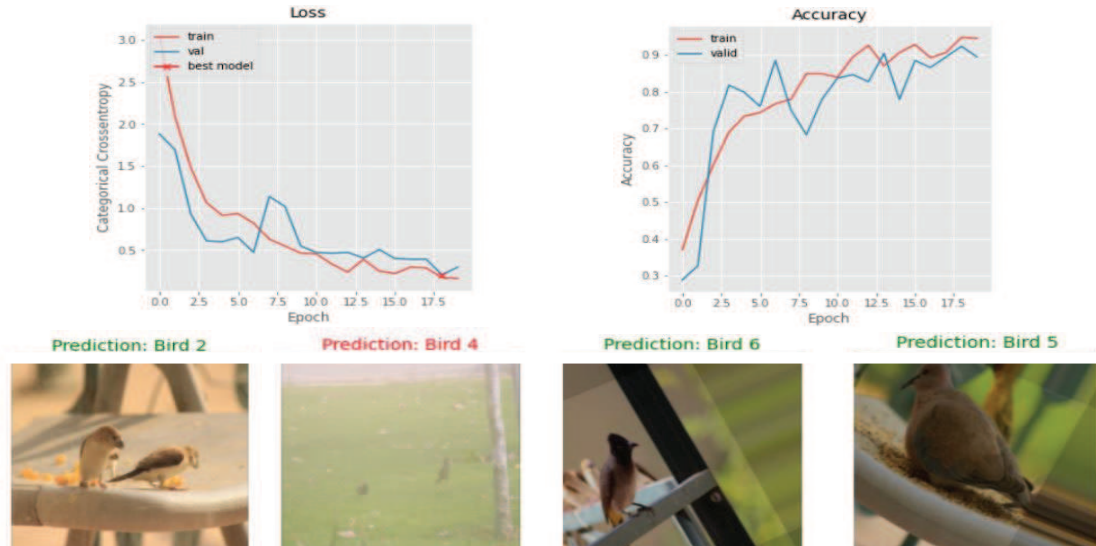 Loss
train
val
best model
Categorical Crossentropy
3.0
2.5
2.0
1.5
1.0
0.5
0.0 2.5 5.0 7.5 10.0 12.5 15.0 17.5
Epoch
Accuracy
train
valid
Accuracy
0.9
0.8
0.7
0.6
0.5
0.4
0.3
0.0 2.5 5.0 7.5 10.0 12.5 15.0 17.5
Epoch
Prediction: Bird 2
Prediction: Bird 4
Prediction: Bird 6
Prediction: Bird 5